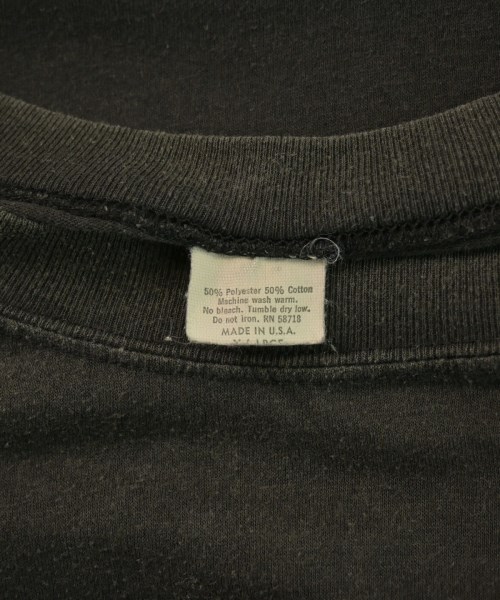 50% Polyester 50% Cotton
Machine wash warm.
No bleach. Tumble dry low.
Do not iron. RN 58718
MADE IN U.S.A.
X-LARGE